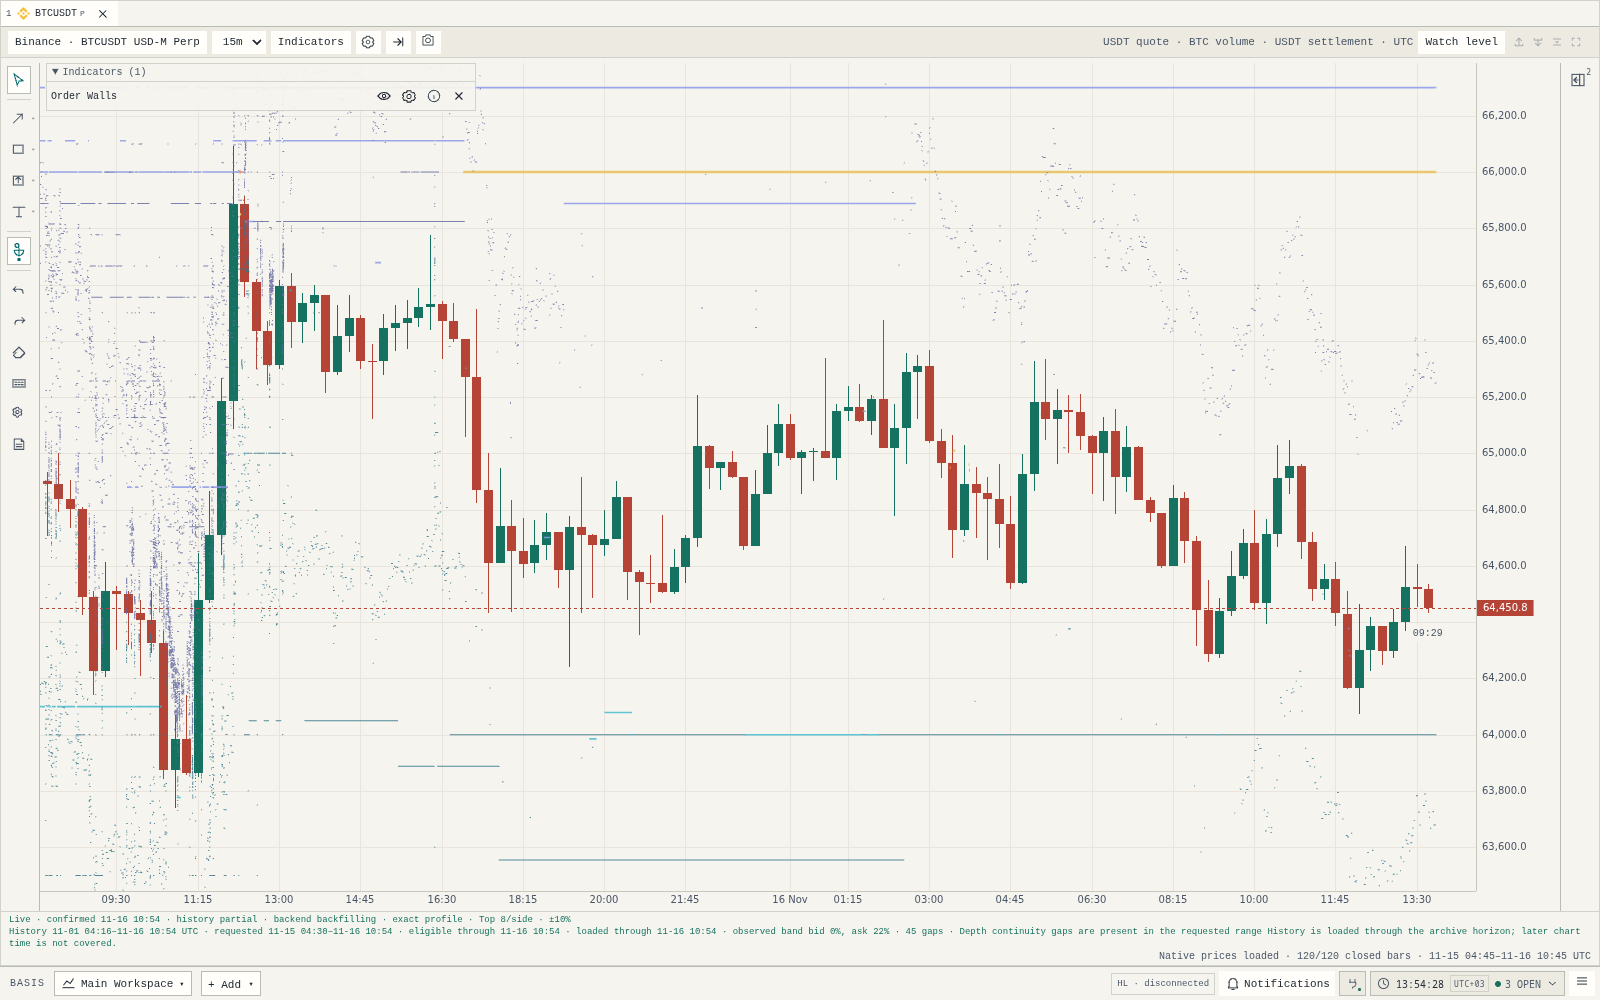 1 BTCUSDT P
Binance · BTCUSDT USD-M Perp 15m Indicators USDT quote · BTC volume · USDT settlement · UTC Watch level
Indicators (1)
Order Walls
2
66,200.0
66,000.0
65,800.0
65,600.0
65,400.0
65,200.0
65,000.0
64,800.0
64,600.0
64,450.8
09:29
64,200.0
64,000.0
63,800.0
63,600.0
09:30 11:15 13:00 14:45 16:30 18:15 20:00 21:45 16 Nov 01:15 03:00 04:45 06:30 08:15 10:00 11:45 13:30
Live · confirmed 11-16 10:54 · history partial · backend backfilling · exact profile · Top 8/side · ±10%
History 11-01 04:16–11-16 10:54 UTC · requested 11-15 04:30–11-16 10:54 · eligible through 11-16 10:54 · loaded through 11-16 10:54 · observed band bid 0%, ask 22% · 45 gaps · Depth continuity gaps are present in the requested range History is loaded through the archive horizon; later chart
time is not covered.
Native prices loaded · 120/120 closed bars · 11-15 04:45–11-16 10:45 UTC
BASIS Main Workspace + Add HL · disconnected Notifications 13:54:28 UTC+03 3 OPEN